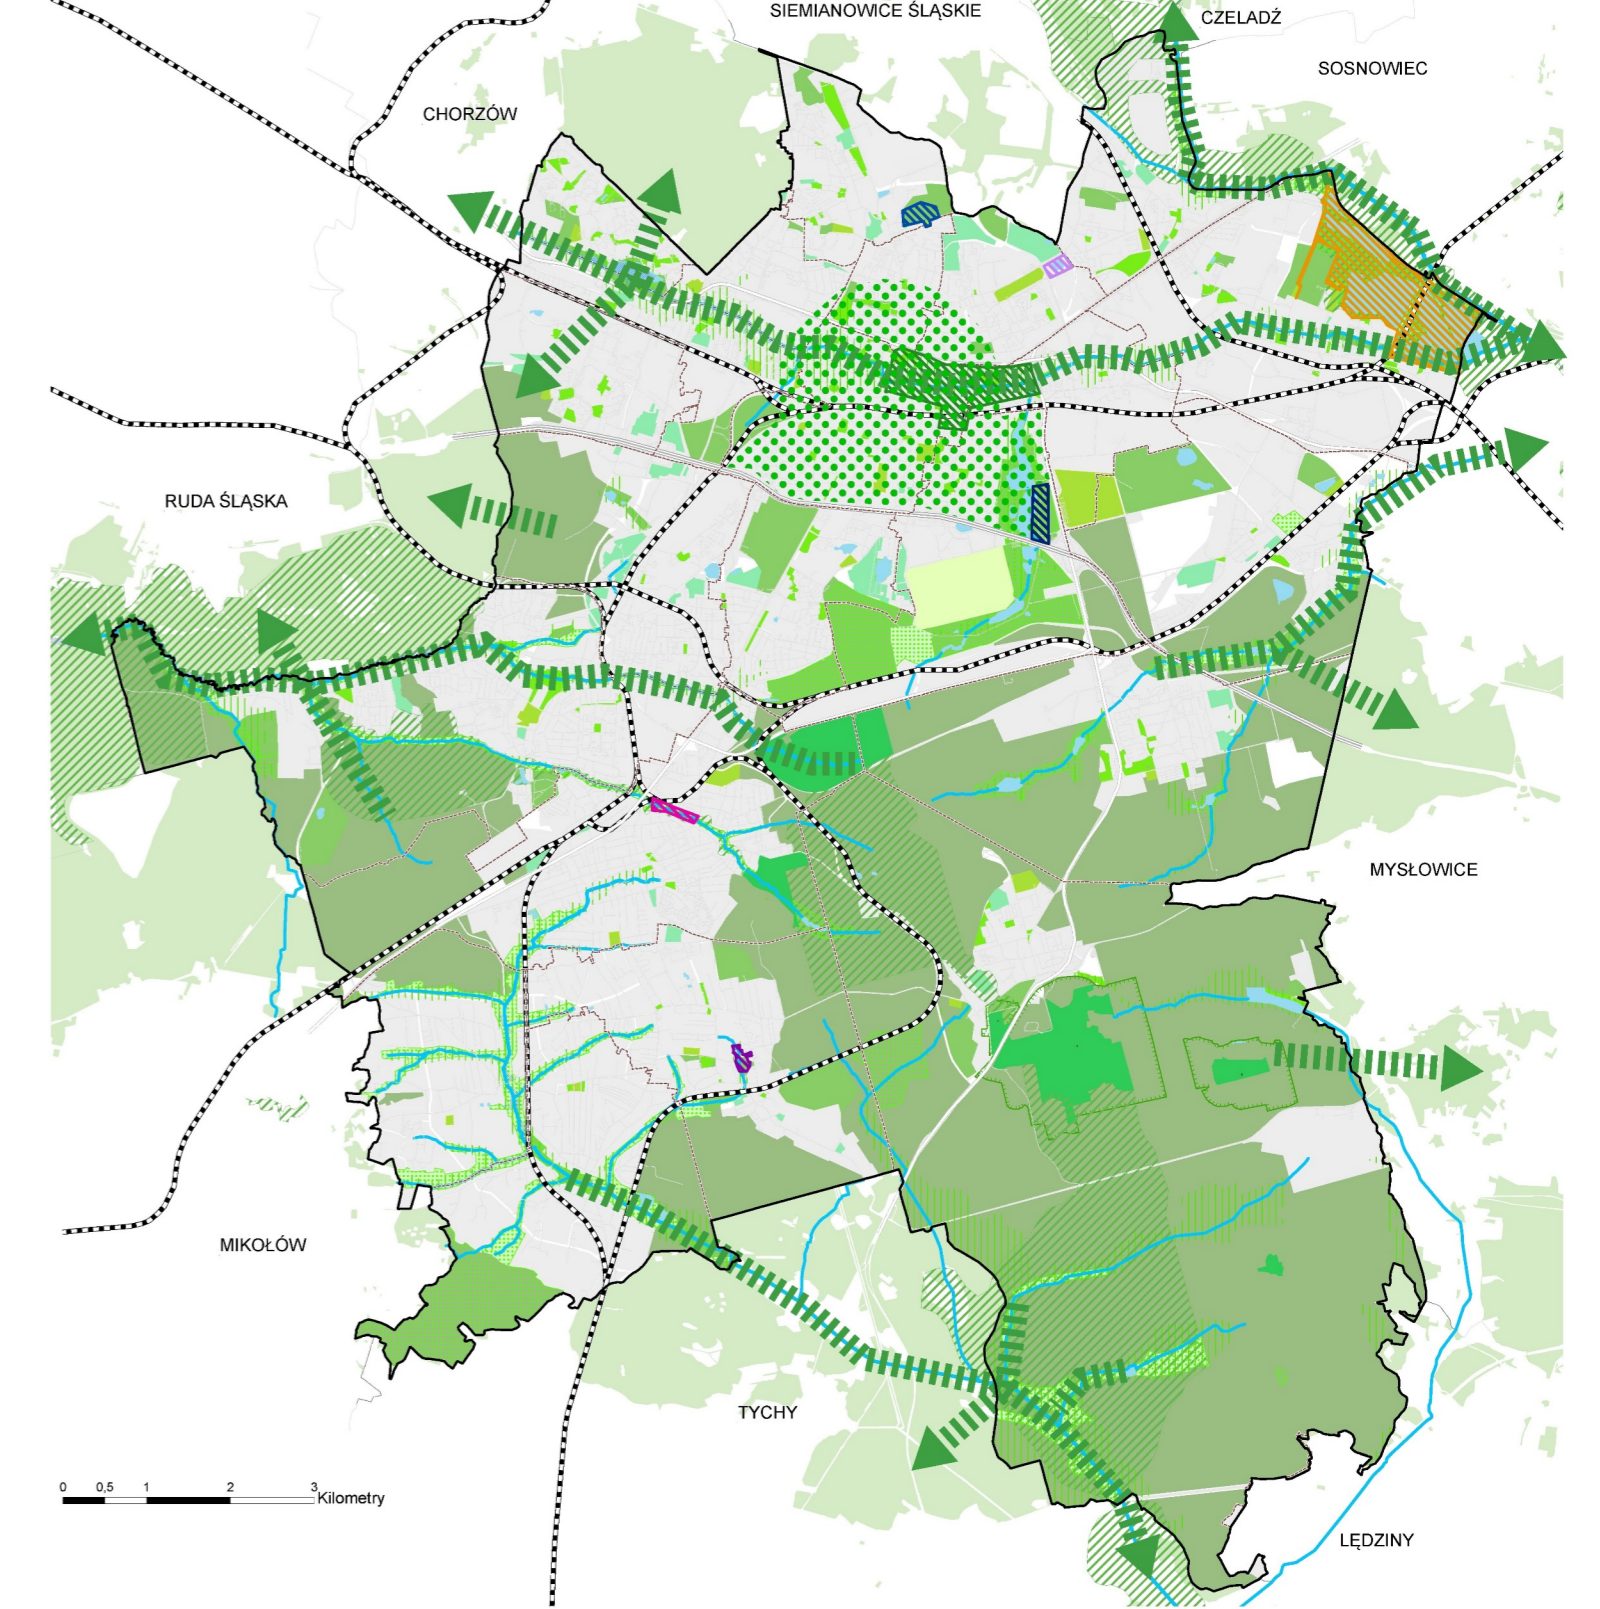 SIEMIANOWICE ŚLĄSKIE
CZELADŹ
SOSNOWIEC
CHORZÓW
RUDA ŚLĄSKA
MYSŁOWICE
MIKOŁÓW
TYCHY
0 0,5 1 2 3
Kilometry
LĘDZINY